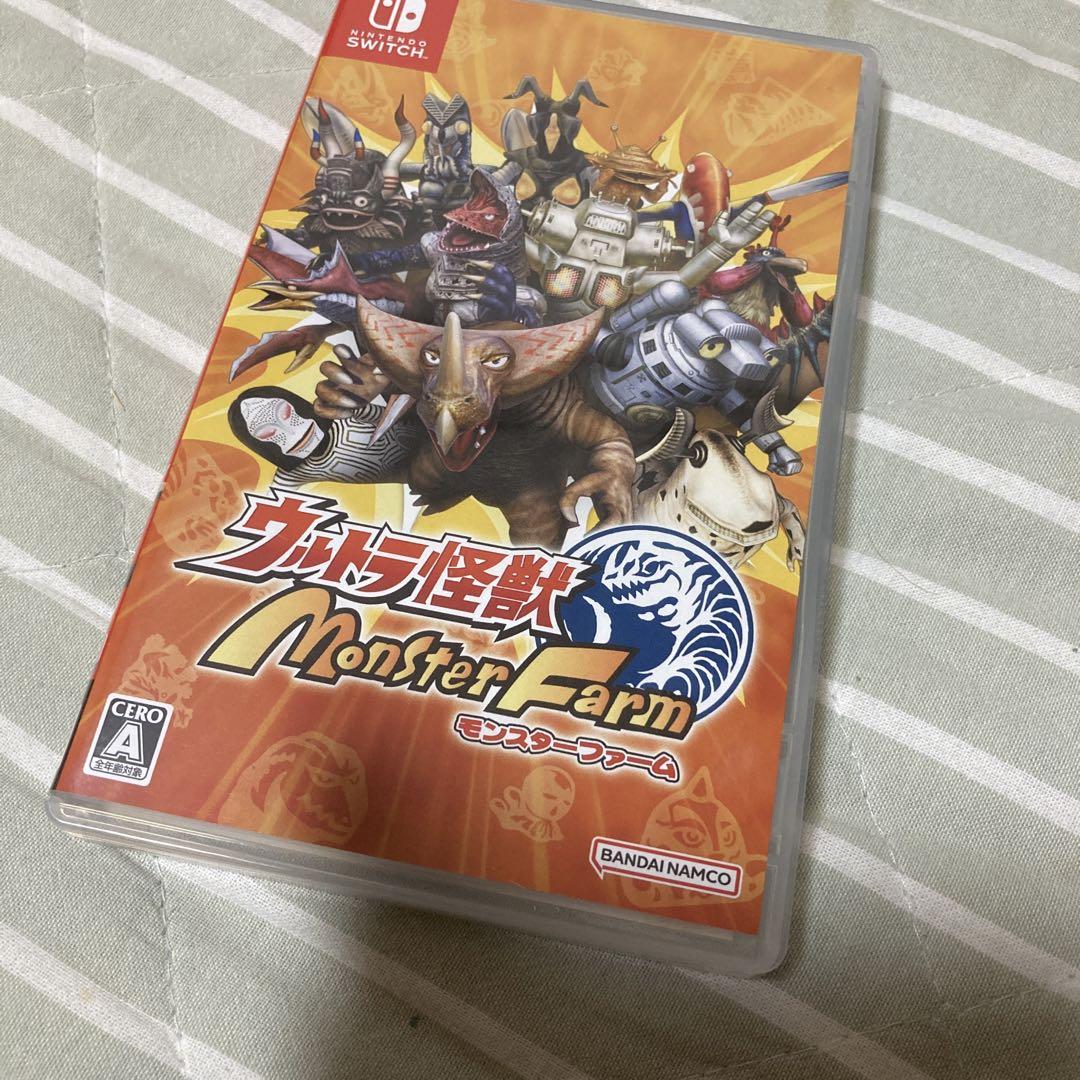 NINTENDO
SWITCH
ウルトラ怪獣
Monster Farm
モンスターファーム
CERO
A
全年齢対象
BANDAI NAMCO